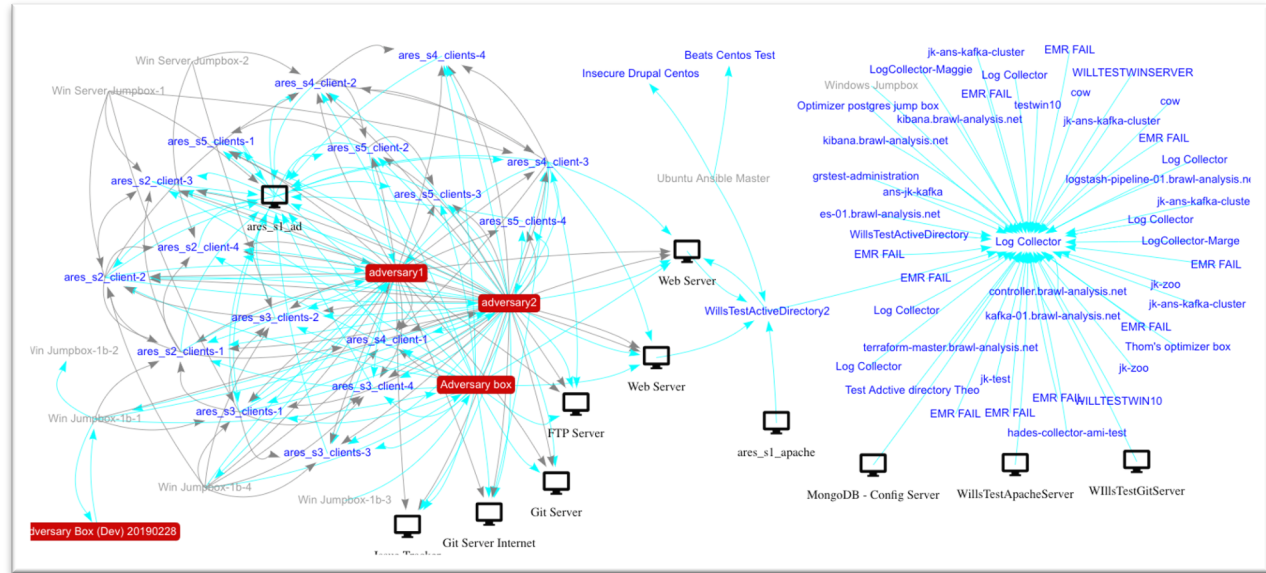 ares_s4_clients-4
Win Server Jumpbox-2
ares_s4_client-2
Win Server Jumpbox-1
ares_s5_clients-1
ares_s5_client-2
ares_s4_client-3
ares_s2_client-3
ares_s5_clients-3
ares_s1_ad
ares_s5_clients-4
ares_s2_client-4
ares_s2_client-2
adversary1
adversary2
ares_s3_clients-2
ares_s4_client-1
ares_s2_clients-1
Jumpbox-1b-2
ares_s3_client-4
Adversary box
ares_s3_clients-1
Win Jumpbox-1b-1
ares_s3_clients-3
Win Jumpbox-1b-4
Win Jumpbox-1b-3
Box (Dev) 20190228
Git Server Internet
Git Server
FTP Server
Web Server
Web Server
Beats Centos Test
Insecure Drupal Centos
Ubuntu Ansible Master
WillsTestActiveDirectory2
ares_s1_apache
jk-ans-kafka-cluster
EMR FAIL
LogCollector-Maggie
Log Collector
WILLTESTWINSERVER
Windows Jumpbox
EMR FAIL
cow
Optimizer postgres jump box
testwin10
cow
kibana.brawl-analysis.net
jk-ans-kafka-cluster
kibana.brawl-analysis.net
EMR FAIL
Log Collector
grstest-administration
logstash-pipeline-01.brawl-analysis.ne
ans-jk-kafka
jk-ans-kafka-cluste
es-01.brawl-analysis.net
Log Collector
WillsTestActiveDirectory
Log Collector
LogCollector-Marge
EMR FAIL
EMR FAIL
EMR FAIL
jk-zoo
controller.brawl-analysis.net
jk-ans-kafka-cluster
Log Collector
kafka-01.brawl-analysis.net
EMR FAIL
terraform-master.brawl-analysis.net
Thom's optimizer box
Log Collector
jk-zoo
jk-test
Test Adctive directory Theo
EMR FAIL
WILLTESTWIN10
EMR FAIL
EMR FAIL
hades-collector-ami-test
MongoDB - Config Server
WillsTestApacheServer
WIllsTestGitServer